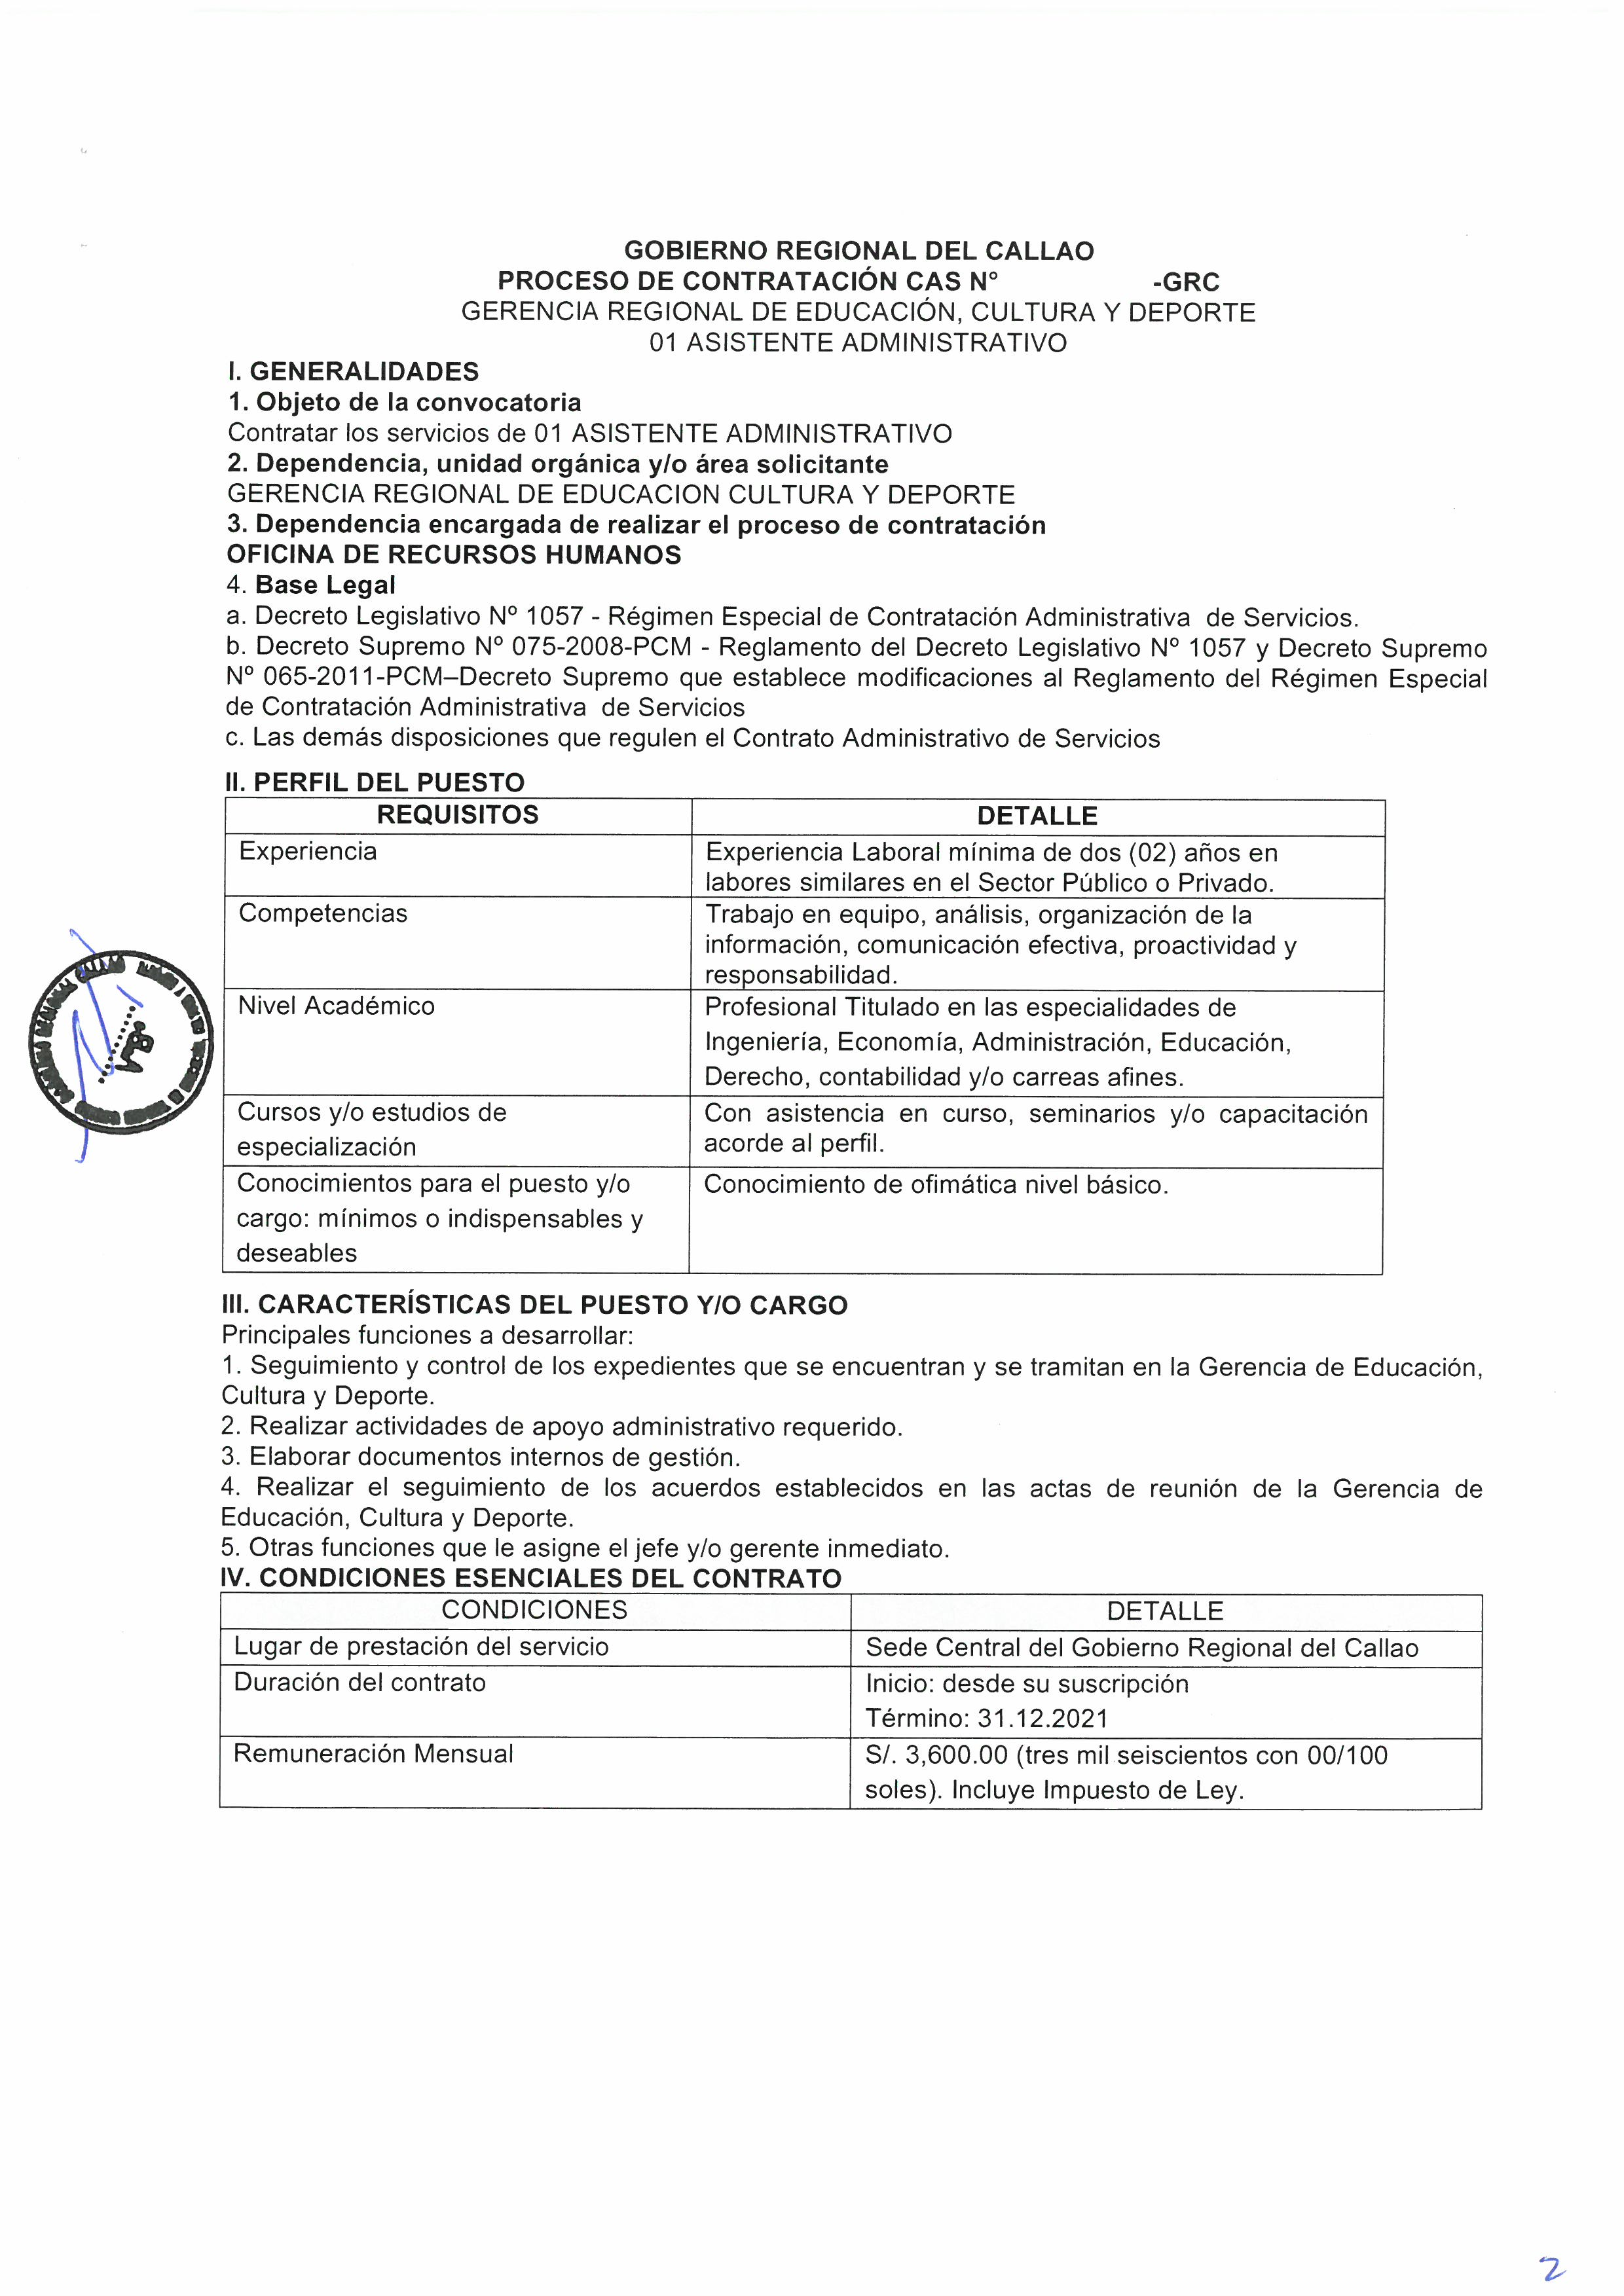 GOBIERNO REGIONAL DEL CALLAO
PROCESO DE CONTRATACIÓN CAS Nº -GRC
GERENCIA REGIONAL DE EDUCACIÓN, CULTURA Y DEPORTE
01 ASISTENTE ADMINISTRATIVO
I. GENERALIDADES
1. Objeto de la convocatoria
Contratar los servicios de 01 ASISTENTE ADMINISTRATIVO
2. Dependencia, unidad orgánica y/o área solicitante
GERENCIA REGIONAL DE EDUCACION CULTURA Y DEPORTE
3. Dependencia encargada de realizar el proceso de contratación
OFICINA DE RECURSOS HUMANOS
4. Base Legal
a. Decreto Legislativo Nº 1057 - Régimen Especial de Contratación Administrativa de Servicios.
b. Decreto Supremo Nº 075-2008-PCM - Reglamento del Decreto Legislativo Nº 1057 y Decreto Supremo
Nº 065-2011-PCM–Decreto Supremo que establece modificaciones al Reglamento del Régimen Especial
de Contratación Administrativa de Servicios
c. Las demás disposiciones que regulen el Contrato Administrativo de Servicios
II. PERFIL DEL PUESTO
REQUISITOS DETALLE
Experiencia Experiencia Laboral mínima de dos (02) años en
labores similares en el Sector Público o Privado.
Competencias Trabajo en equipo, análisis, organización de la
información, comunicación efectiva, proactividad y
responsabilidad.
Nivel Académico Profesional Titulado en las especialidades de
Ingeniería, Economía, Administración, Educación,
Derecho, contabilidad y/o carreas afines.
Cursos y/o estudios de Con asistencia en curso, seminarios y/o capacitación
especialización acorde al perfil.
Conocimientos para el puesto y/o Conocimiento de ofimática nivel básico.
cargo: mínimos o indispensables y
deseables
III. CARACTERÍSTICAS DEL PUESTO Y/O CARGO
Principales funciones a desarrollar:
1. Seguimiento y control de los expedientes que se encuentran y se tramitan en la Gerencia de Educación,
Cultura y Deporte.
2. Realizar actividades de apoyo administrativo requerido.
3. Elaborar documentos internos de gestión.
4. Realizar el seguimiento de los acuerdos establecidos en las actas de reunión de la Gerencia de
Educación, Cultura y Deporte.
5. Otras funciones que le asigne el jefe y/o gerente inmediato.
IV. CONDICIONES ESENCIALES DEL CONTRATO
CONDICIONES DETALLE
Lugar de prestación del servicio Sede Central del Gobierno Regional del Callao
Duración del contrato Inicio: desde su suscripción
Término: 31.12.2021
Remuneración Mensual S/. 3,600.00 (tres mil seiscientos con 00/100
soles). Incluye Impuesto de Ley.
2